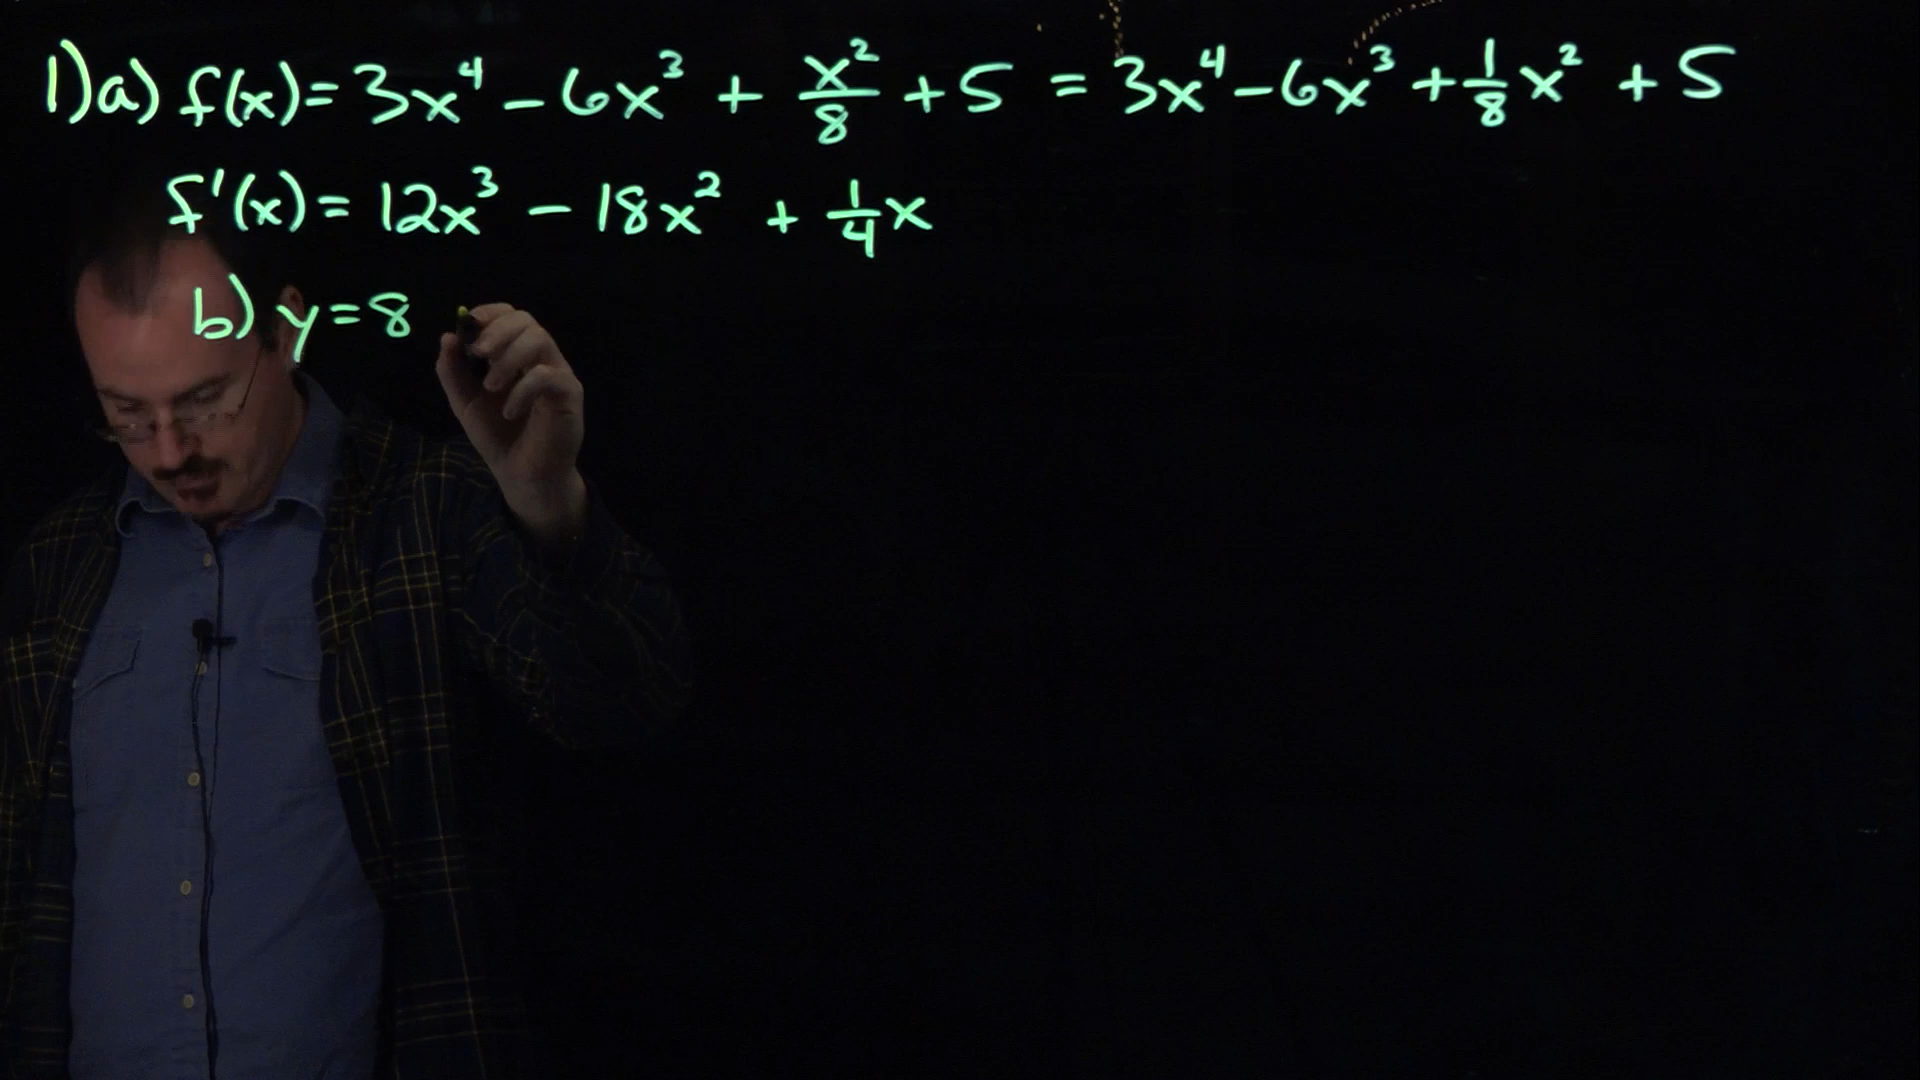 1)a) f(x)= 3x⁴ - 6x³ + x²/8 + 5 = 3x⁴ - 6x³ + 1/8 x² + 5
f'(x) = 12x³ - 18x² + 1/4 x
b) y = 8